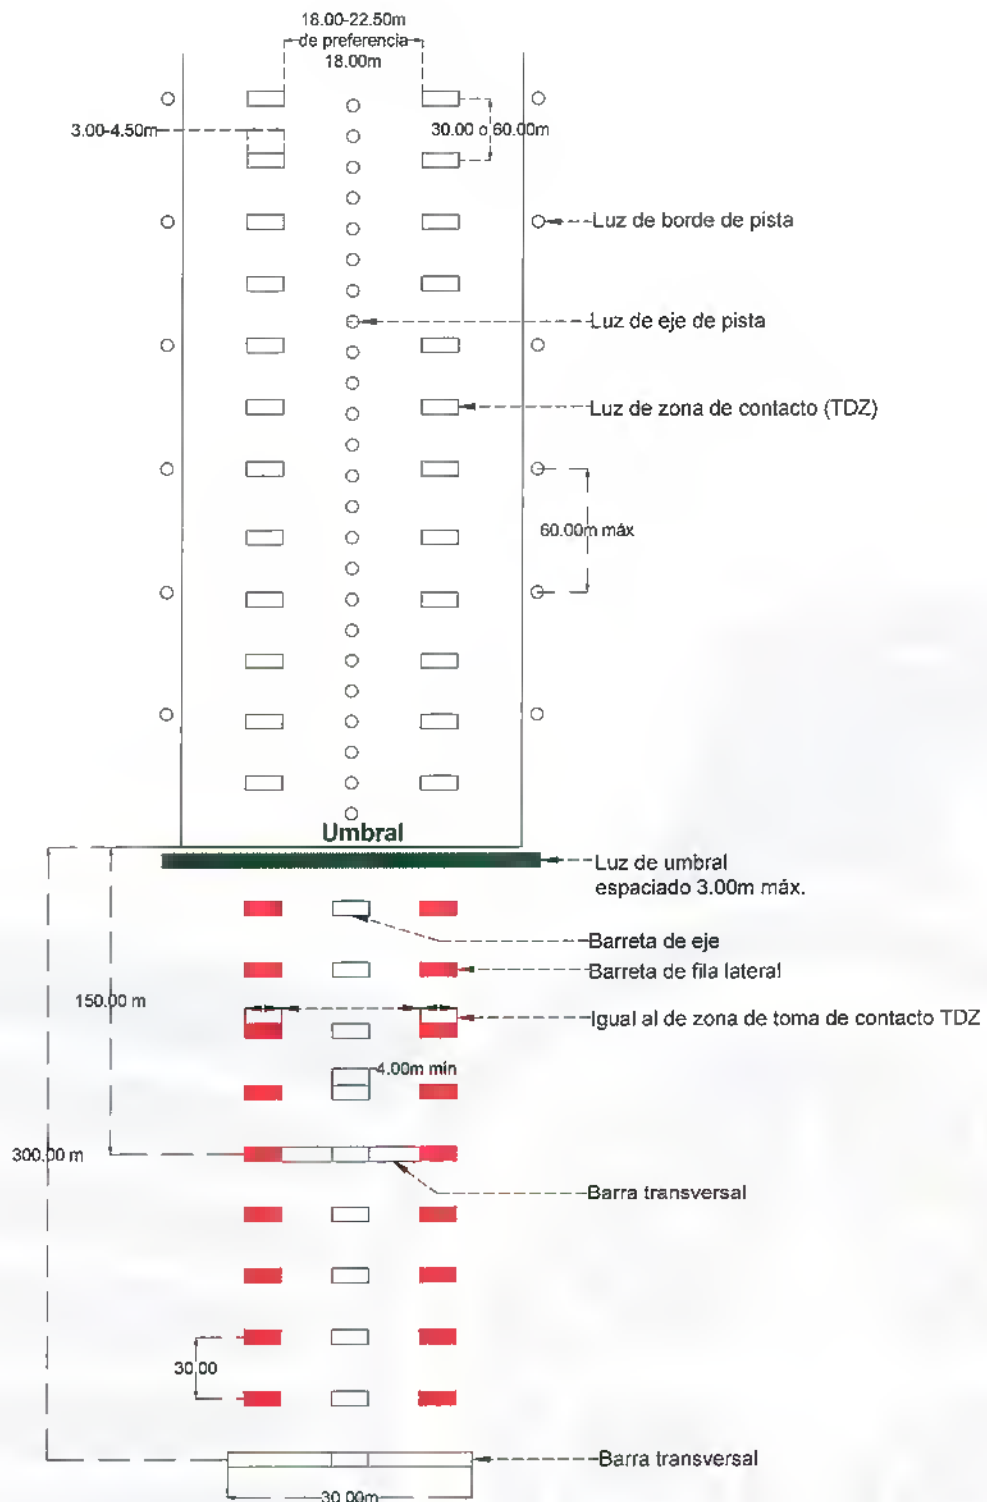 18.00-22.50m
de preferencia
18.00m
3.00-4.50m
30.00 o 60.00m
Luz de borde de pista
Luz de eje de pista
Luz de zona de contacto (TDZ)
60.00m máx
Umbral
Luz de umbral
espaciado 3.00m máx.
Barreta de eje
Barreta de fila lateral
150.00 m
Igual al de zona de toma de contacto TDZ
4.00m min
300.00 m
Barra transversal
30.00
Barra transversal
30.00m